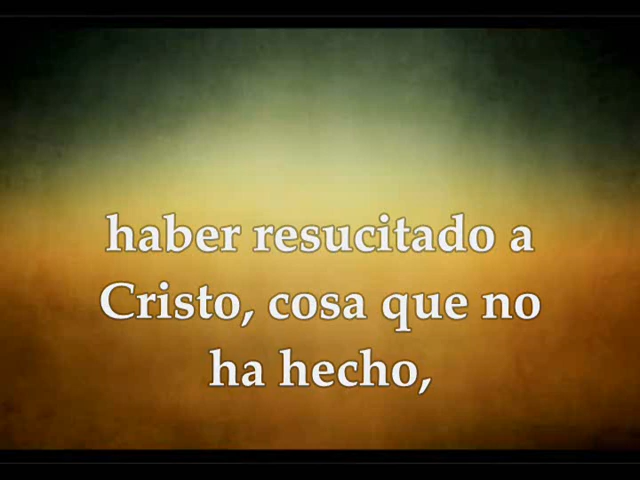 haber resucitado a
Cristo, cosa que no
ha hecho,